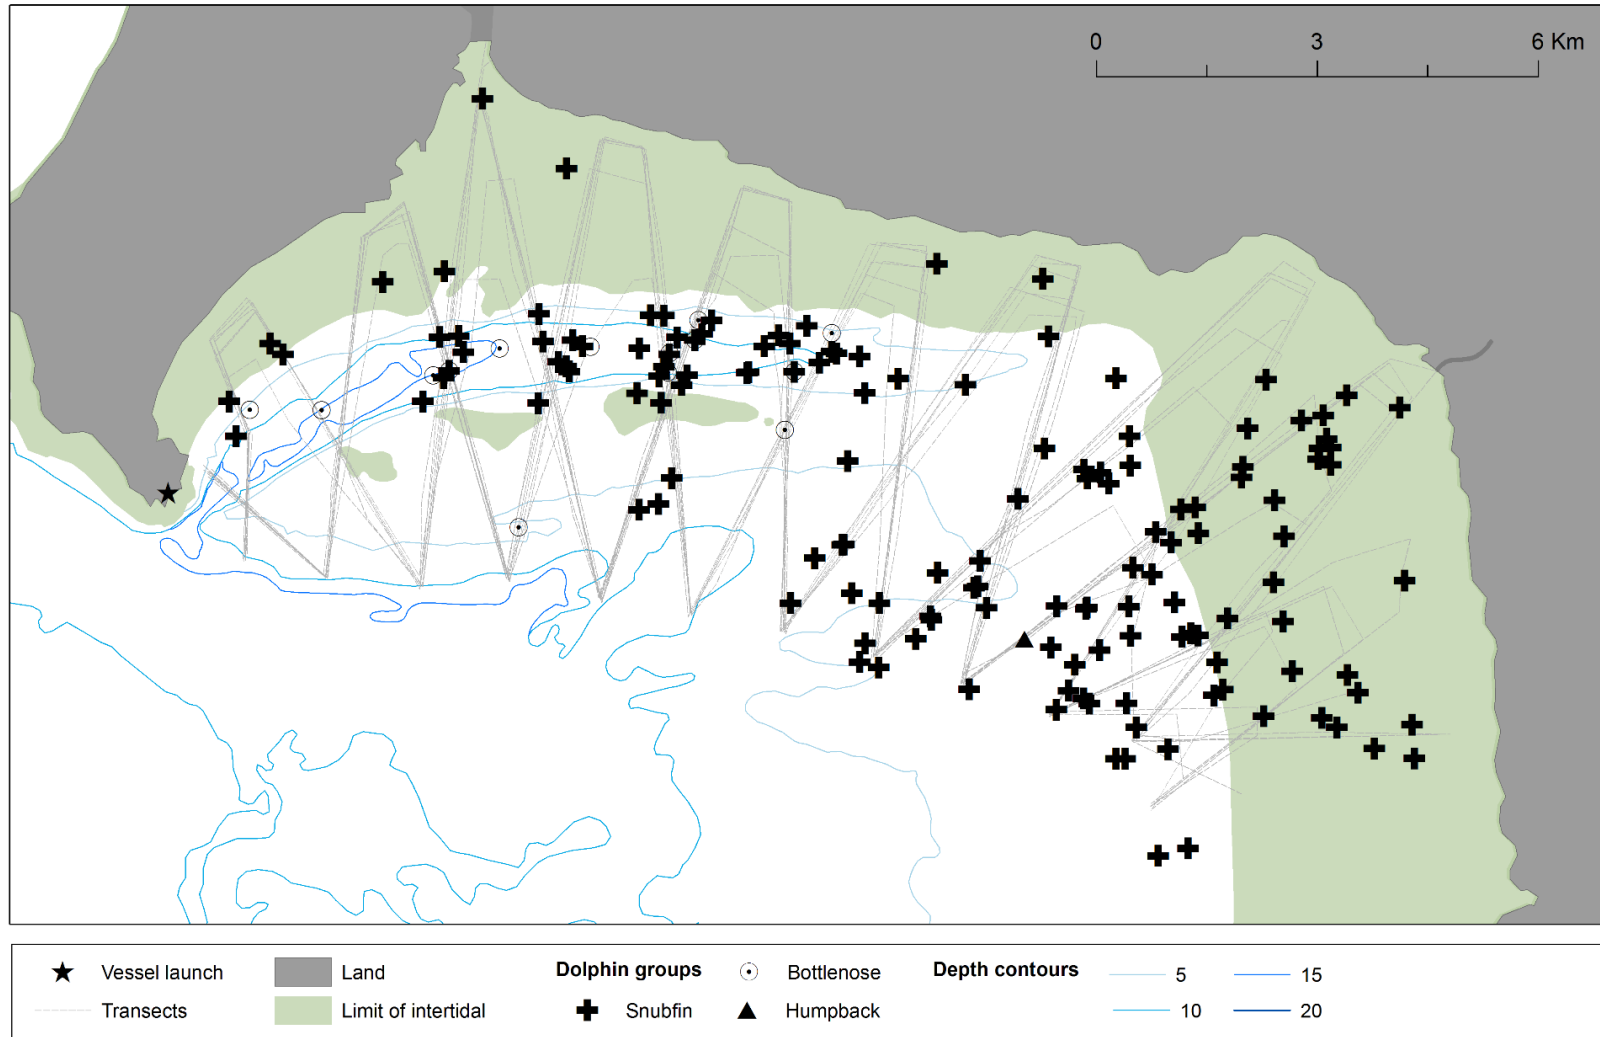 0 3 6 Km
Vessel launch Land Dolphin groups Bottlenose Depth contours 5 15
Transects Limit of intertidal Snubfin Humpback 10 20